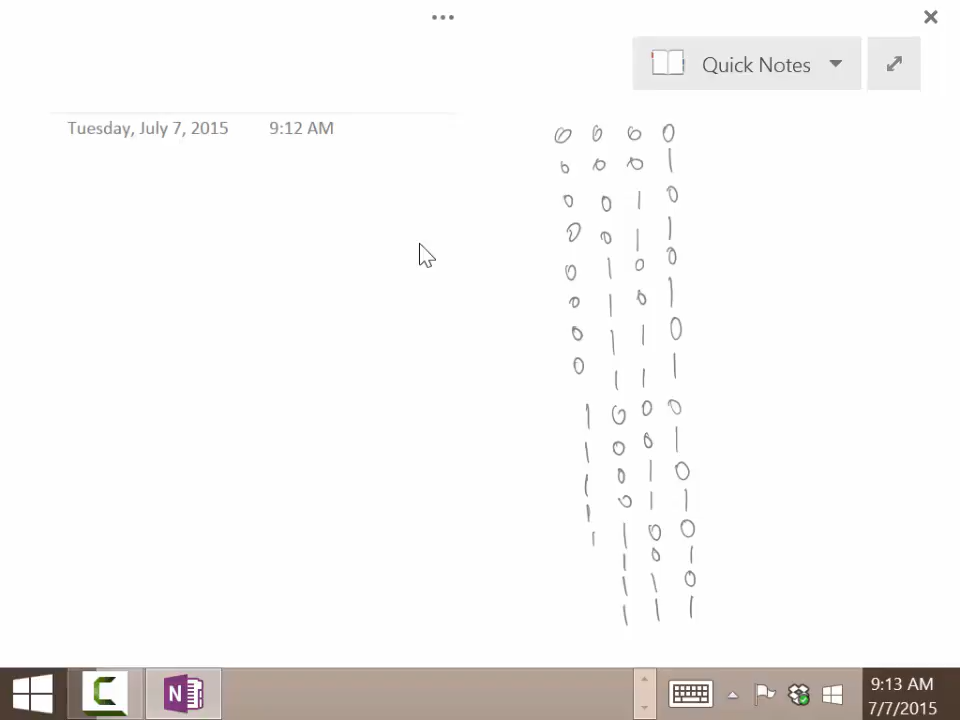 Quick Notes
Tuesday, July 7, 2015 9:12 AM
0 0 0 0
0 0 0 1
0 0 1 0
0 0 1 1
0 1 0 0
0 1 0 1
0 1 1 0
0 1 1 1
1 0 0 0
1 0 0 1
1 0 1 0
1 0 1 1
1 1 0 0
1 0 1
1 1 0
1 1 1
N
9:13 AM
7/7/2015